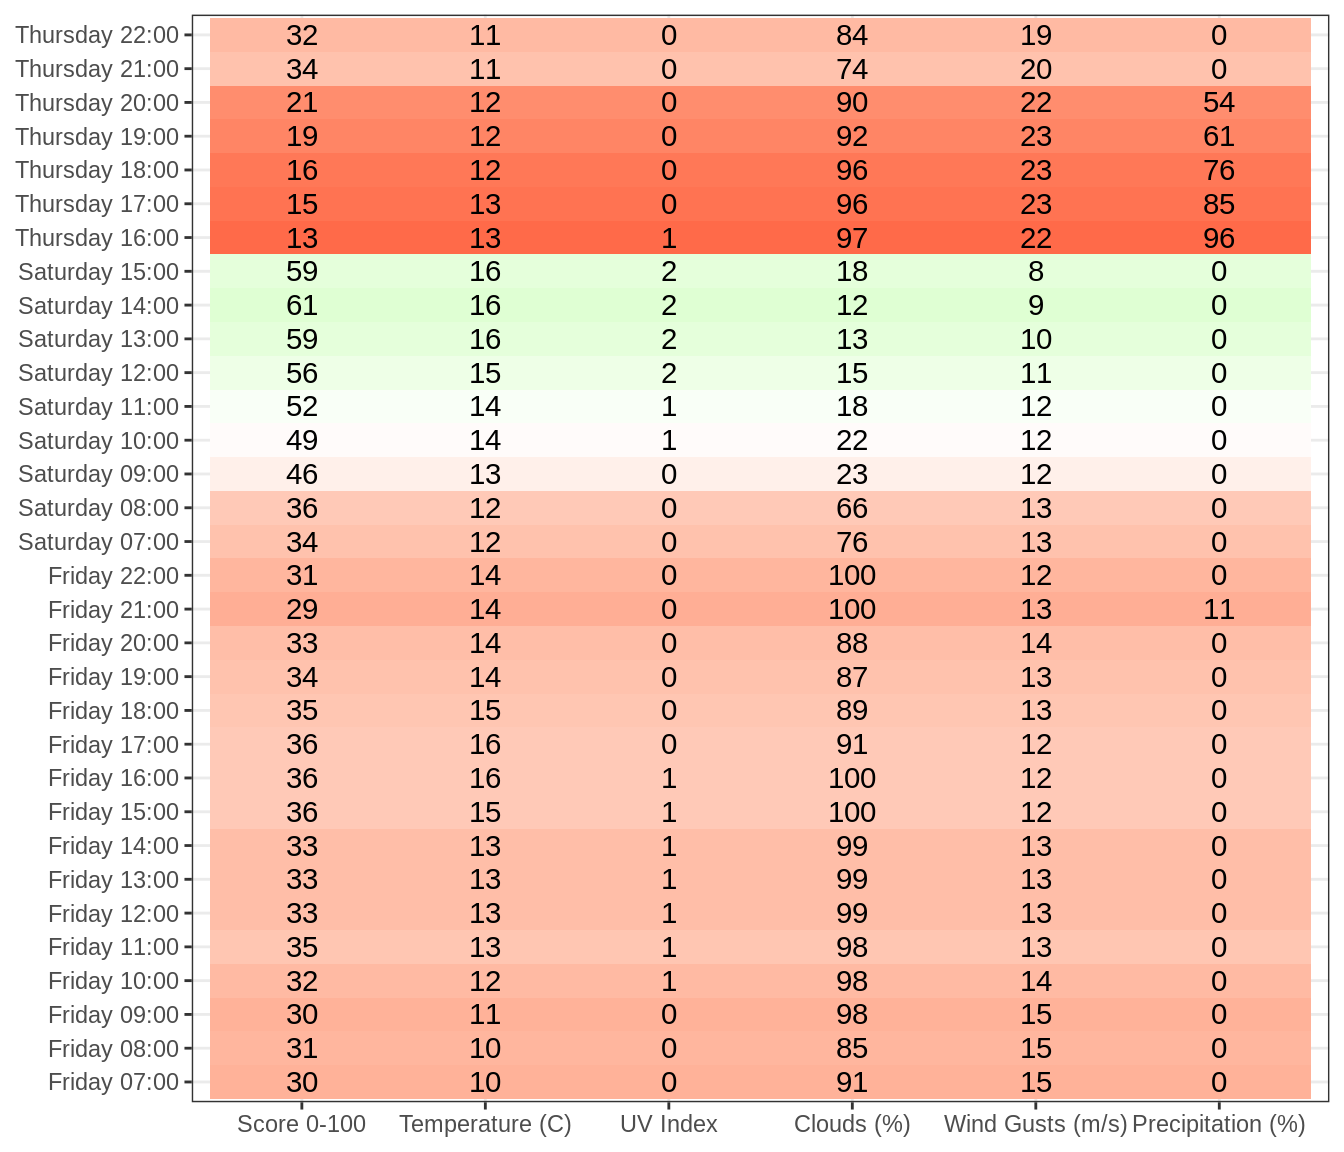 Thursday 22:00 32 11 0 84 19 0
Thursday 21:00 34 11 0 74 20 0
Thursday 20:00 21 12 0 90 22 54
Thursday 19:00 19 12 0 92 23 61
Thursday 18:00 16 12 0 96 23 76
Thursday 17:00 15 13 0 96 23 85
Thursday 16:00 13 13 1 97 22 96
Saturday 15:00 59 16 2 18 8 0
Saturday 14:00 61 16 2 12 9 0
Saturday 13:00 59 16 2 13 10 0
Saturday 12:00 56 15 2 15 11 0
Saturday 11:00 52 14 1 18 12 0
Saturday 10:00 49 14 1 22 12 0
Saturday 09:00 46 13 0 23 12 0
Saturday 08:00 36 12 0 66 13 0
Saturday 07:00 34 12 0 76 13 0
Friday 22:00 31 14 0 100 12 0
Friday 21:00 29 14 0 100 13 11
Friday 20:00 33 14 0 88 14 0
Friday 19:00 34 14 0 87 13 0
Friday 18:00 35 15 0 89 13 0
Friday 17:00 36 16 0 91 12 0
Friday 16:00 36 16 1 100 12 0
Friday 15:00 36 15 1 100 12 0
Friday 14:00 33 13 1 99 13 0
Friday 13:00 33 13 1 99 13 0
Friday 12:00 33 13 1 99 13 0
Friday 11:00 35 13 1 98 13 0
Friday 10:00 32 12 1 98 14 0
Friday 09:00 30 11 0 98 15 0
Friday 08:00 31 10 0 85 15 0
Friday 07:00 30 10 0 91 15 0
Score 0-100 Temperature (C) UV Index Clouds (%) Wind Gusts (m/s) Precipitation (%)